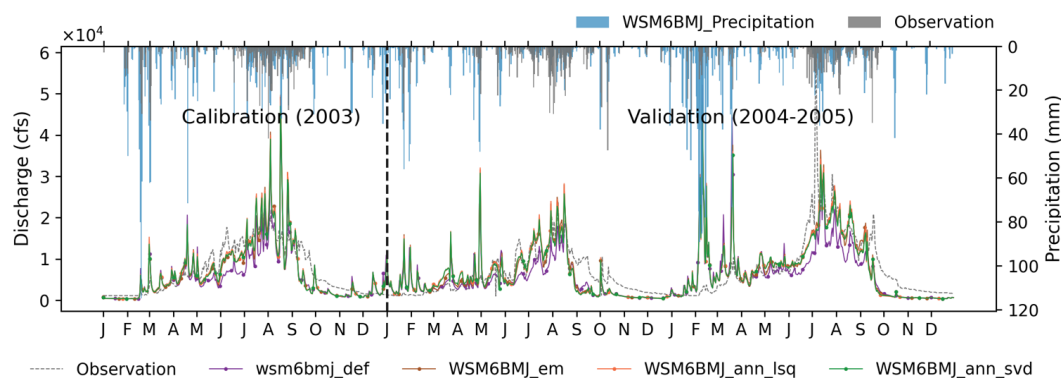 WSM6BMJ_Precipitation Observation
×10⁴
6 5 4 3 2 1 0
Discharge (cfs)
Calibration (2003)
Validation (2004-2005)
0 20 40 60 80 100 120
Precipitation (mm)
J F M A M J J A S O N D J F M A M J J A S O N D J F M A M J J A S O N D
Observation wsm6bmj_def WSM6BMJ_em WSM6BMJ_ann_lsq WSM6BMJ_ann_svd